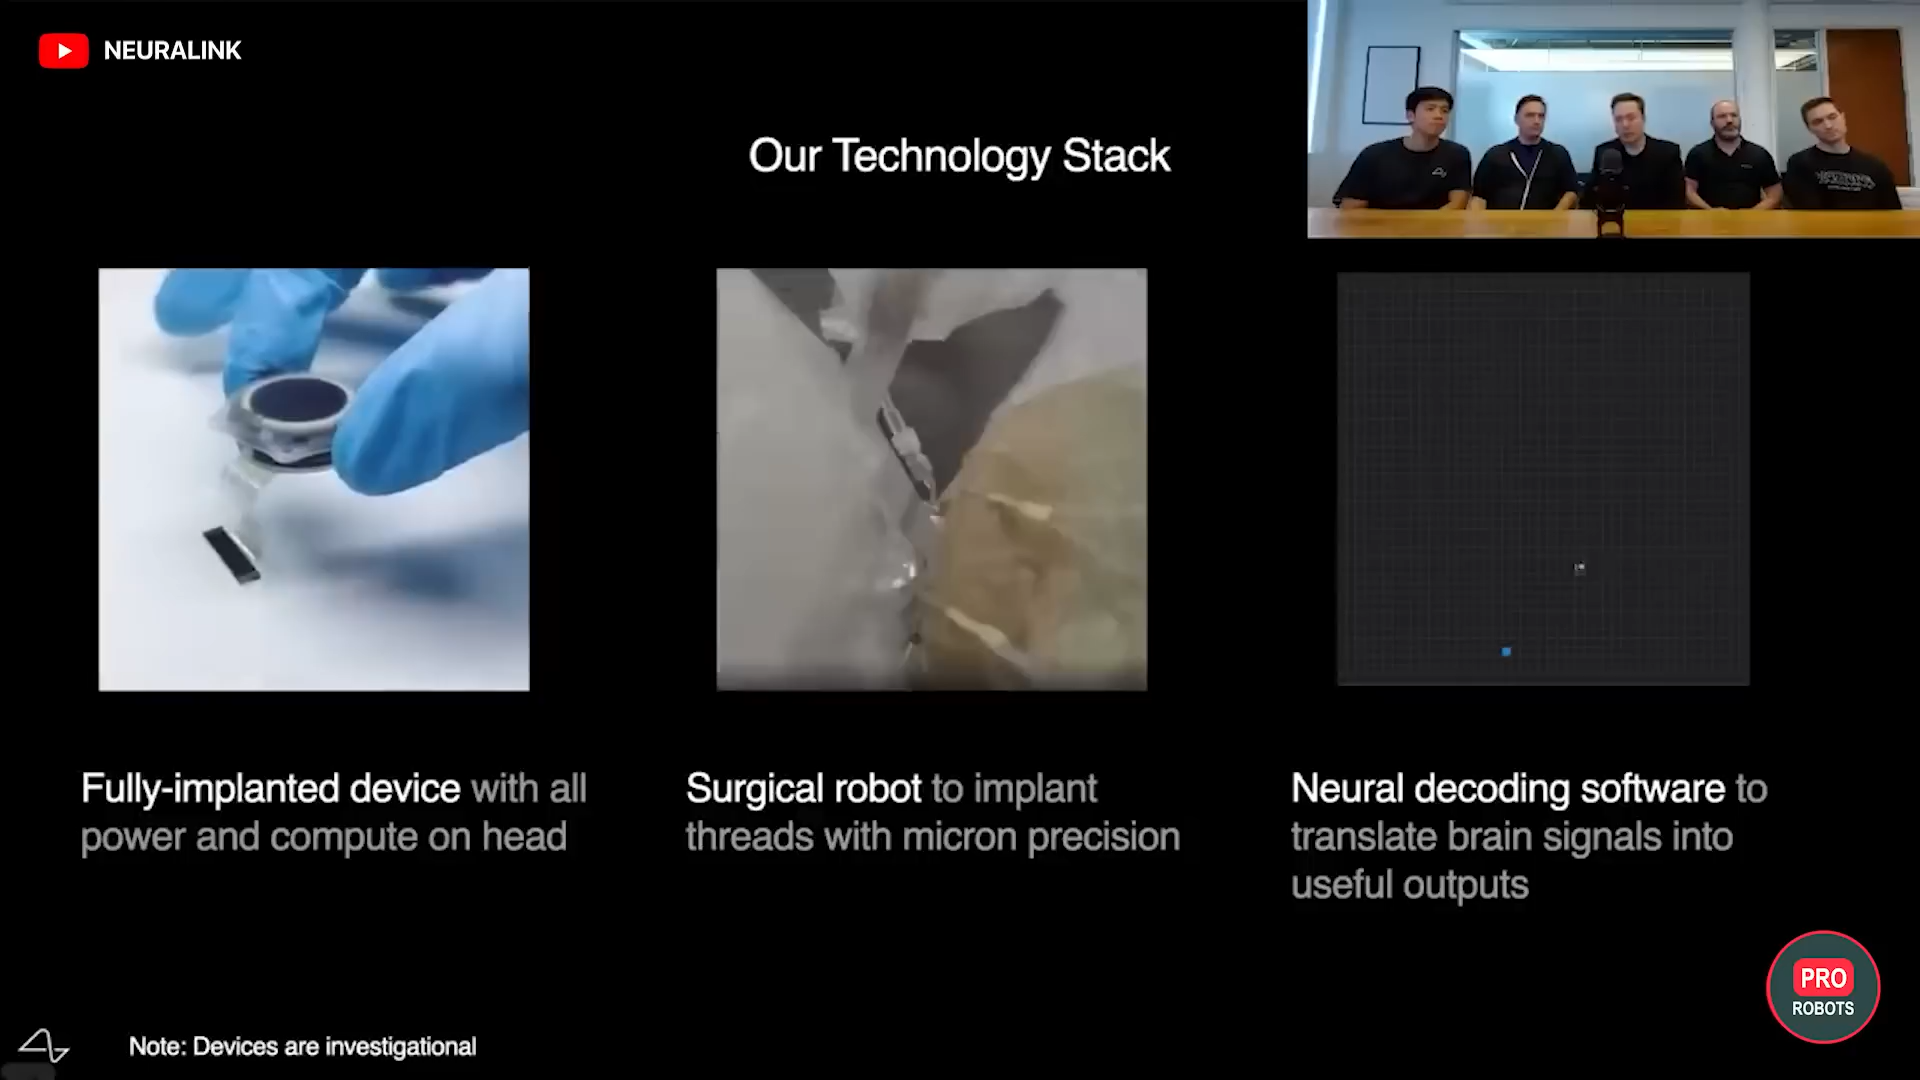 NEURALINK
Our Technology Stack
Fully-implanted device with all
power and compute on head
Surgical robot to implant
threads with micron precision
Neural decoding software to
translate brain signals into
useful outputs
PRO
ROBOTS
Note: Devices are investigational